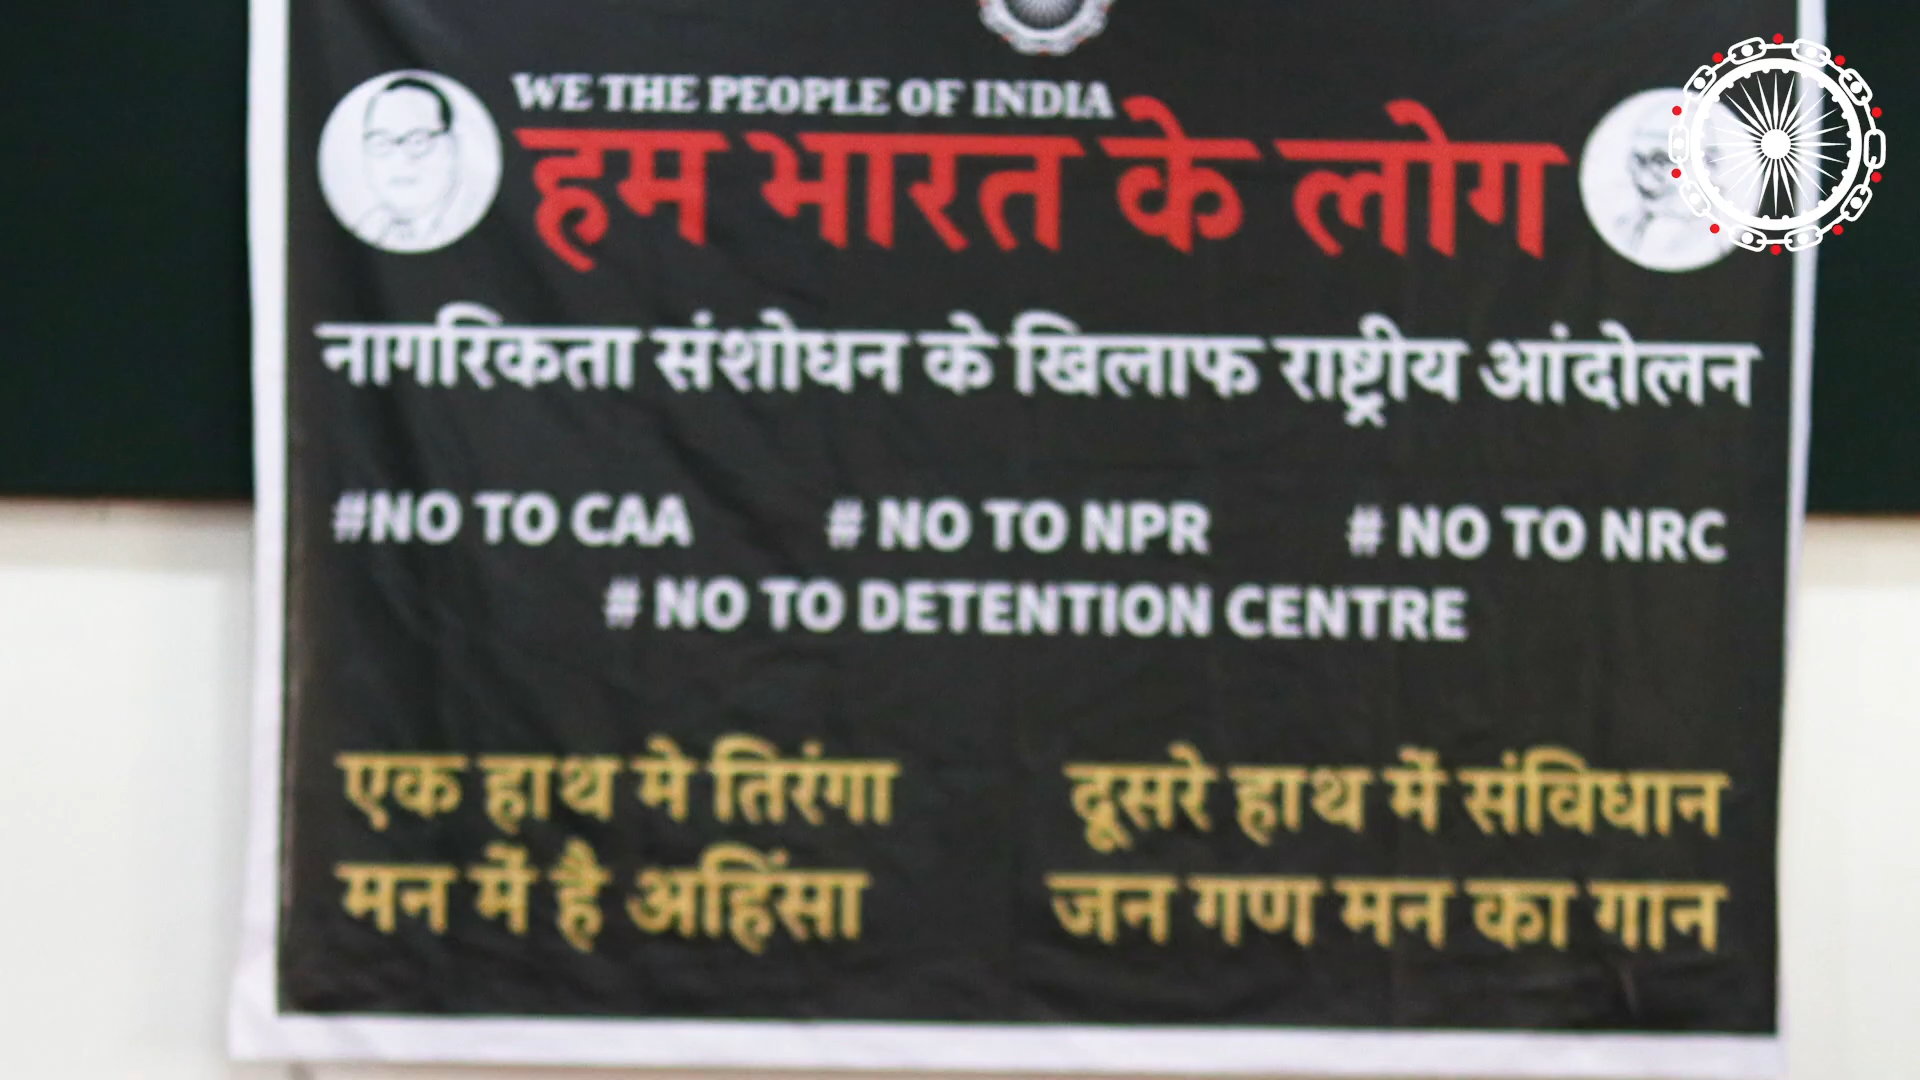 WE THE PEOPLE OF INDIA
हम भारत के लोग
नागरिकता संशोधन के खिलाफ राष्ट्रीय आंदोलन
#NO TO CAA # NO TO NPR # NO TO NRC
# NO TO DETENTION CENTRE
एक हाथ मे तिरंगा दूसरे हाथ में संविधान
मन में है अहिंसा जन गण मन का गान